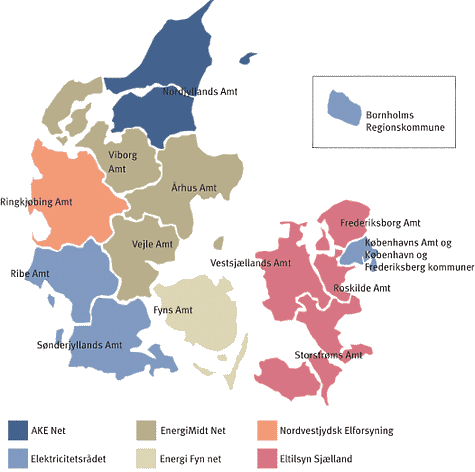 Nordjyllands Amt
Bornholms
Regionskommune
Viborg
Amt
Århus Amt
Ringkjøbing Amt
Frederiksborg Amt
Vejle Amt
Københavns Amt og
København og
Frederiksberg kommuner
Vestsjællands Amt
Ribe Amt
Roskilde Amt
Fyns Amt
Sønderjyllands Amt
Storstrøms Amt
AKE Net
EnergiMidt Net
Nordvestjydsk Elforsyning
Elektricitetsrådet
Energi Fyn net
Eltilsyn Sjælland